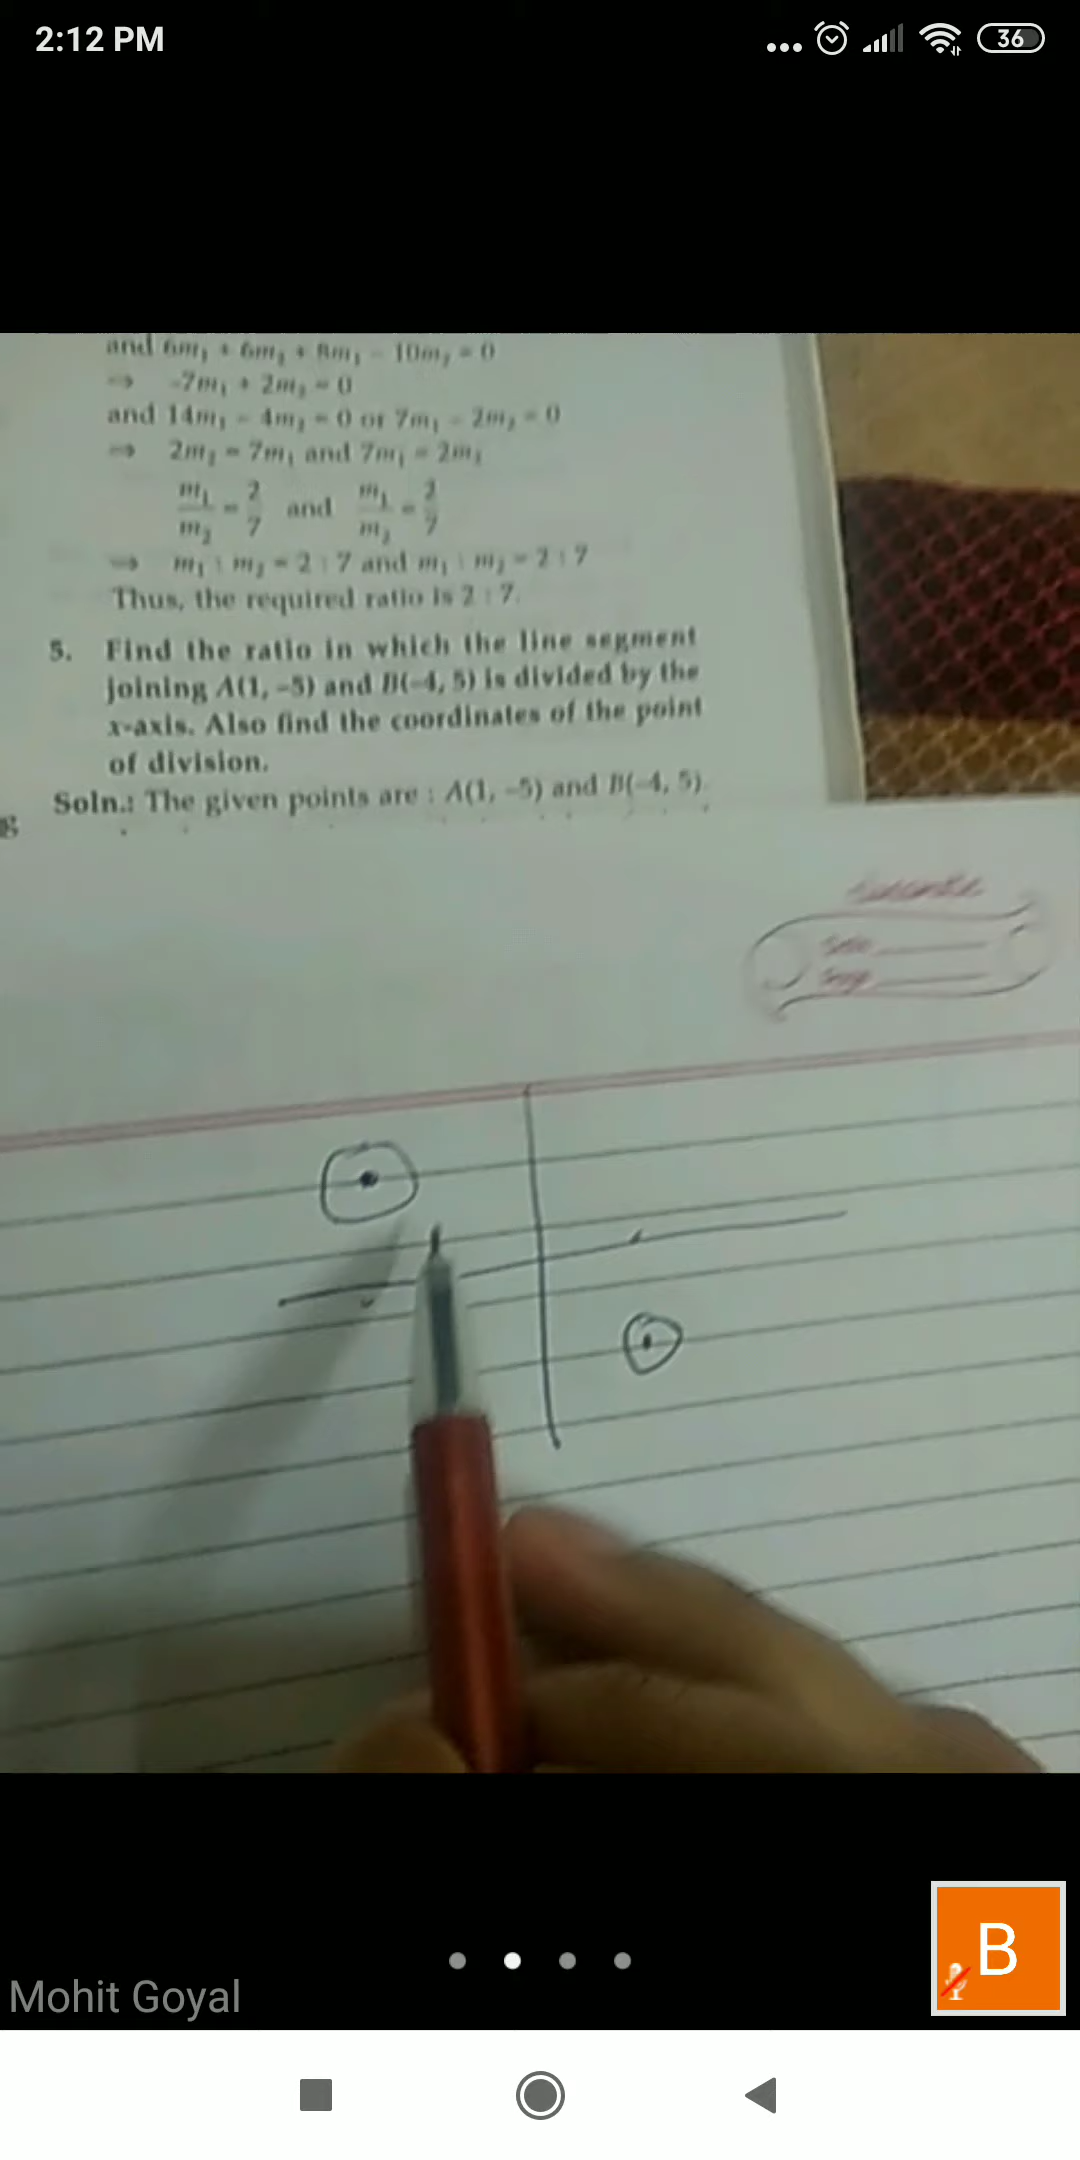 2:12 PM
36
and 6m₁ + 6m₂ + 8m₁ - 10m₂ = 0
⇒ -7m₁ + 2m₂ = 0
and 14m₁ - 4m₂ = 0 or 7m₁ - 2m₂ = 0
⇒ 2m₂ = 7m₁ and 7m₁ = 2m₂
m₁/m₂ = 2/7 and m₁/m₂ = 2/7
⇒ m₁ : m₂ = 2 : 7 and m₁ : m₂ = 2 : 7
Thus, the required ratio is 2 : 7.
5. Find the ratio in which the line segment
joining A(1, -5) and B(-4, 5) is divided by the
x-axis. Also find the coordinates of the point
of division.
Soln.: The given points are : A(1, -5) and B(-4, 5).
g
B
Mohit Goyal